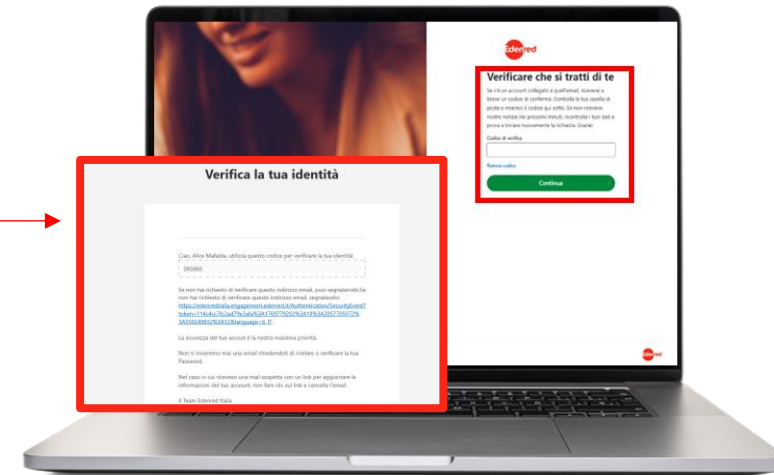 Edenred
Verificare che si tratti di te
Se c'è un account collegato a quell'email, riceverai a
breve un codice di conferma. Controlla la tua casella di
posta e inserisci il codice qui sotto. Se non riceverai
nostre notizie nei prossimi minuti, ricontrolla i tuoi dati e
prova a inviare nuovamente la richiesta. Grazie!
Codice di verifica
Reinvia codice
Continua
Edenred
Verifica la tua identità
Ciao, Alice Mafalda, utilizza questo codice per verificare la tua identità
095960
Se non hai richiesto di verificare questo indirizzo email, puoi segnalarcelo.Se
non hai richiesto di verificare questo indirizzo email, segnalacelo:
La sicurezza del tuo account è la nostra massima priorità.
Non ti invieremo mai una email chiedendoti di rivelare o verificare la tua
Password.
Nel caso in cui ricevessi una mail sospetta con un link per aggiornare le
informazioni del tuo account, non fare clic sul link e cancella l'email.
Il Team Edenred Italia